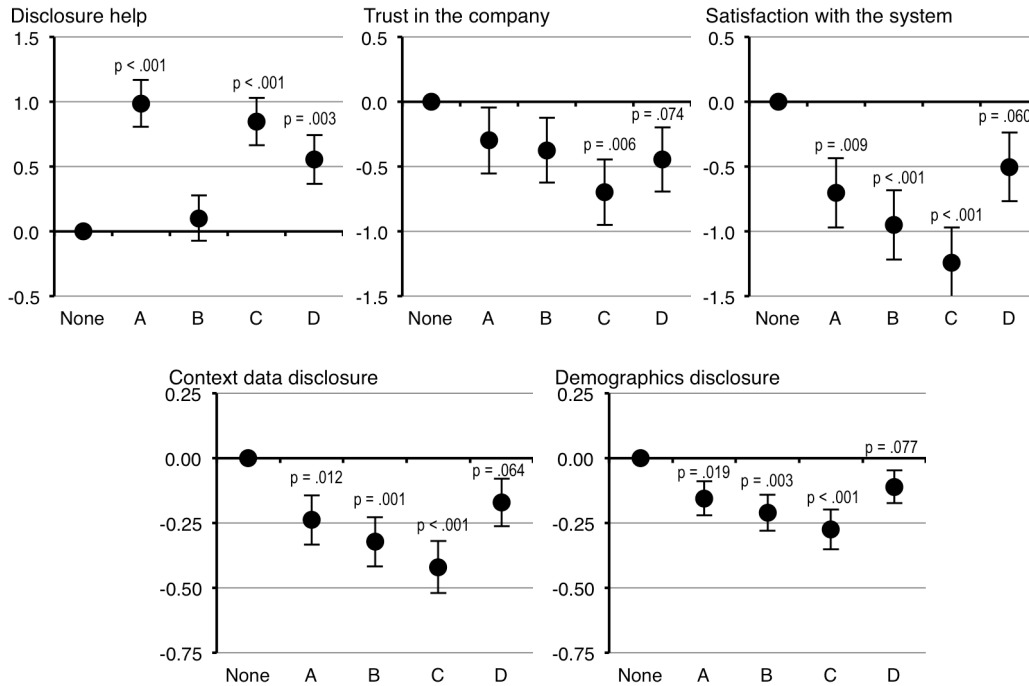 Disclosure help
1.5
1.0
0.5
0.0
-0.5
p < .001
p < .001
p = .003
None A B C D
Trust in the company
0.5
0.0
-0.5
-1.0
-1.5
p = .006
p = .074
None A B C D
Satisfaction with the system
0.5
0.0
-0.5
-1.0
-1.5
p = .009
p < .001
p < .001
p = .060
None A B C D
Context data disclosure
0.25
0.00
-0.25
-0.50
-0.75
p = .012
p = .001
p < .001
p = .064
None A B C D
Demographics disclosure
0.25
0.00
-0.25
-0.50
-0.75
p = .019
p = .003
p < .001
p = .077
None A B C D